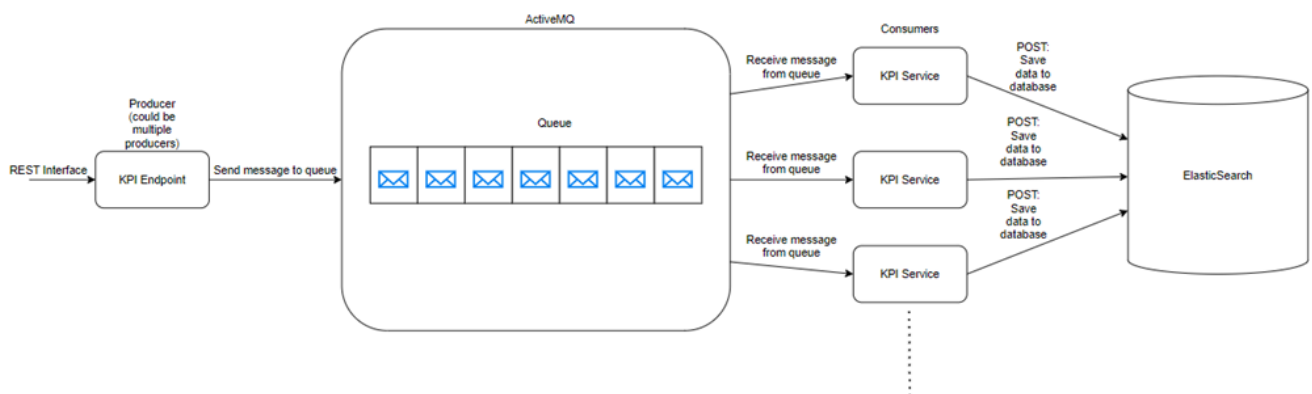 ActiveMQ
Consumers
Producer
(could be
multiple
producers)
REST Interface
KPI Endpoint
Send message to queue
Queue
Receive message
from queue
KPI Service
POST:
Save
data to
database
Receive message
from queue
KPI Service
POST:
Save
data to
database
Receive message
from queue
KPI Service
POST:
Save
data to
database
ElasticSearch